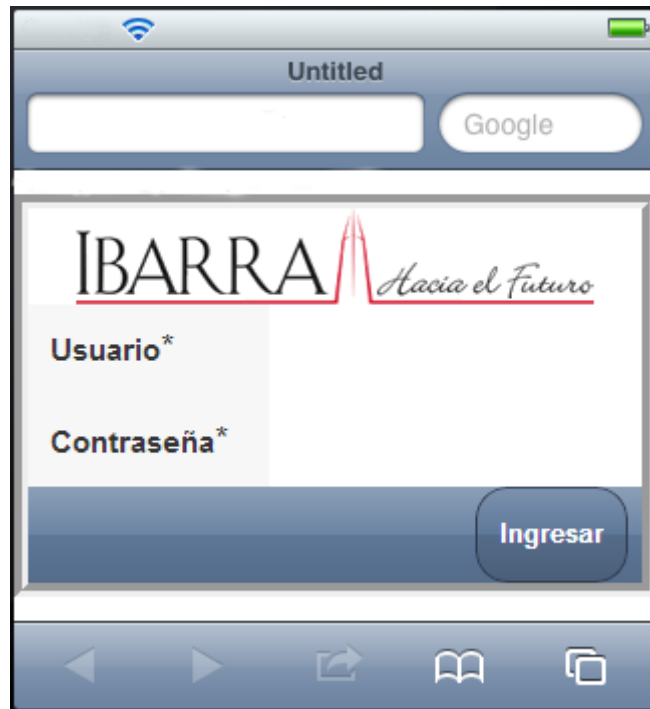 Untitled
Google
IBARRA Hacia el Futuro
Usuario*
Contraseña*
Ingresar